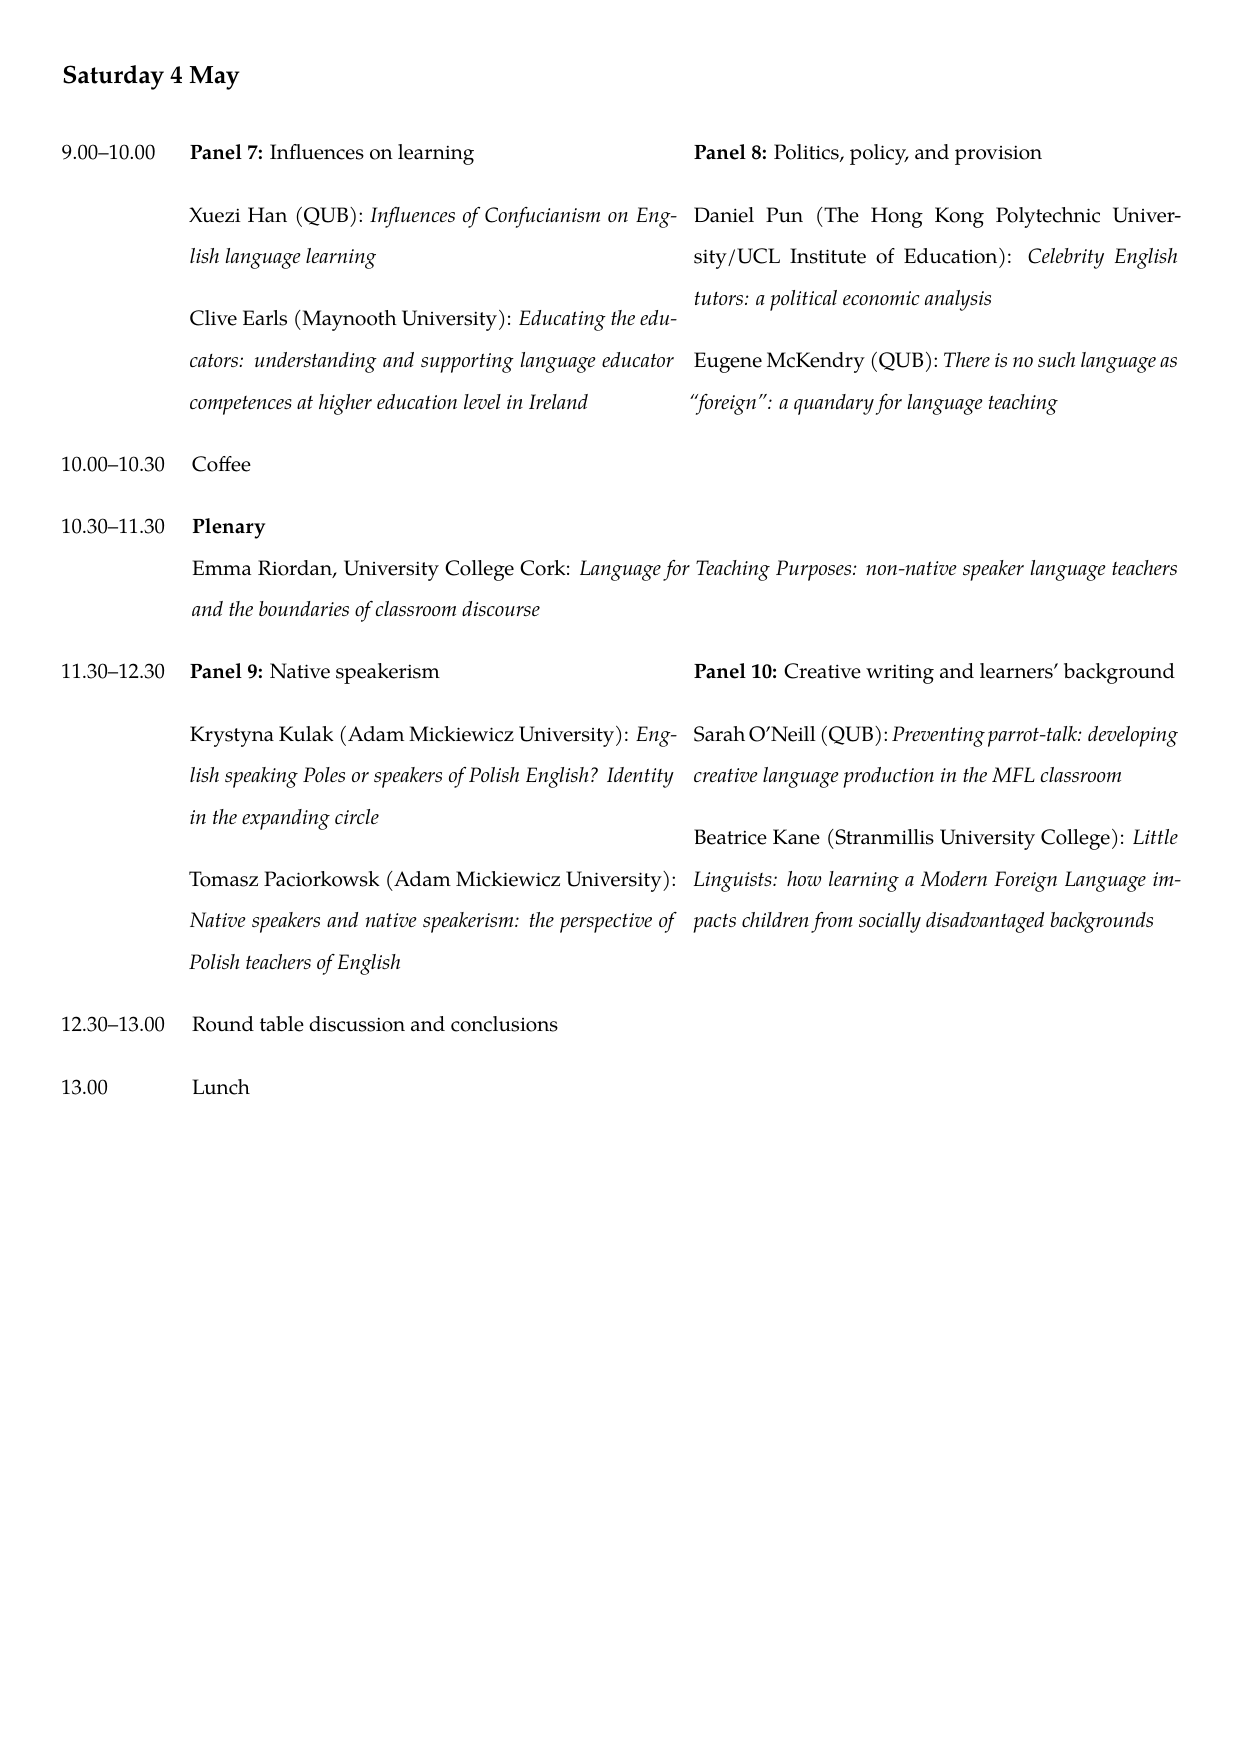 Saturday 4 May
9.00–10.00
Panel 7: Influences on learning
Xuezi Han (QUB): Influences of Confucianism on Eng-
lish language learning
Clive Earls (Maynooth University): Educating the edu-
cators: understanding and supporting language educator
competences at higher education level in Ireland
Panel 8: Politics, policy, and provision
Daniel Pun (The Hong Kong Polytechnic Univer-
sity/UCL Institute of Education): Celebrity English
tutors: a political economic analysis
Eugene McKendry (QUB): There is no such language as
“foreign”: a quandary for language teaching
10.00–10.30 Coffee
10.30–11.30 Plenary
Emma Riordan, University College Cork: Language for Teaching Purposes: non-native speaker language teachers
and the boundaries of classroom discourse
11.30–12.30
Panel 9: Native speakerism
Krystyna Kulak (Adam Mickiewicz University): Eng-
lish speaking Poles or speakers of Polish English? Identity
in the expanding circle
Tomasz Paciorkowsk (Adam Mickiewicz University):
Native speakers and native speakerism: the perspective of
Polish teachers of English
Panel 10: Creative writing and learners’ background
Sarah O’Neill (QUB): Preventing parrot-talk: developing
creative language production in the MFL classroom
Beatrice Kane (Stranmillis University College): Little
Linguists: how learning a Modern Foreign Language im-
pacts children from socially disadvantaged backgrounds
12.30–13.00 Round table discussion and conclusions
13.00 Lunch